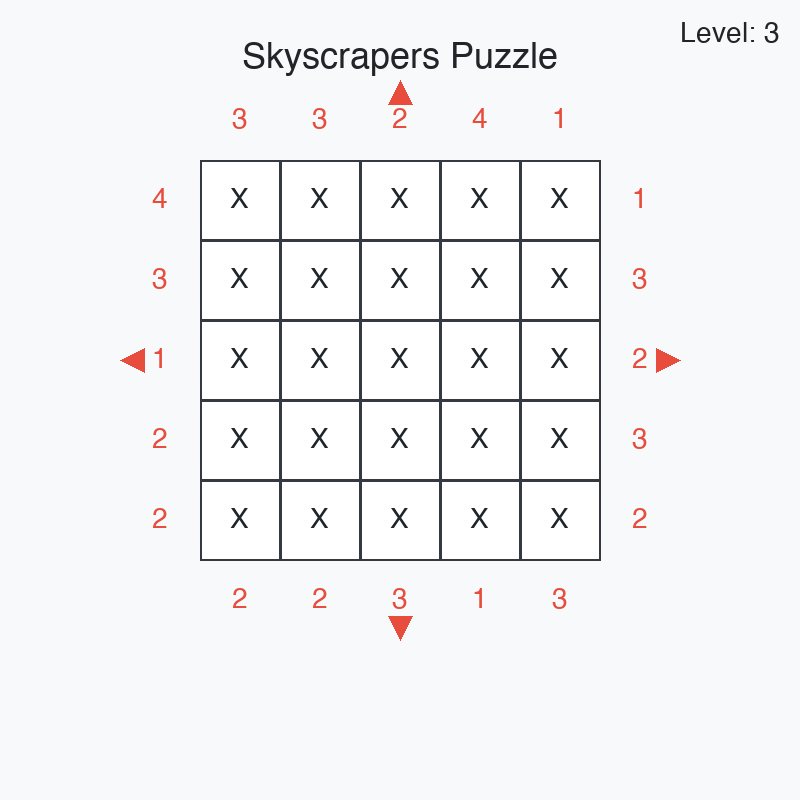 Level: 3
Skyscrapers Puzzle
3 3 2 4 1
4 X X X X X 1
3 X X X X X 3
1 X X X X X 2
2 X X X X X 3
2 X X X X X 2
2 2 3 1 3